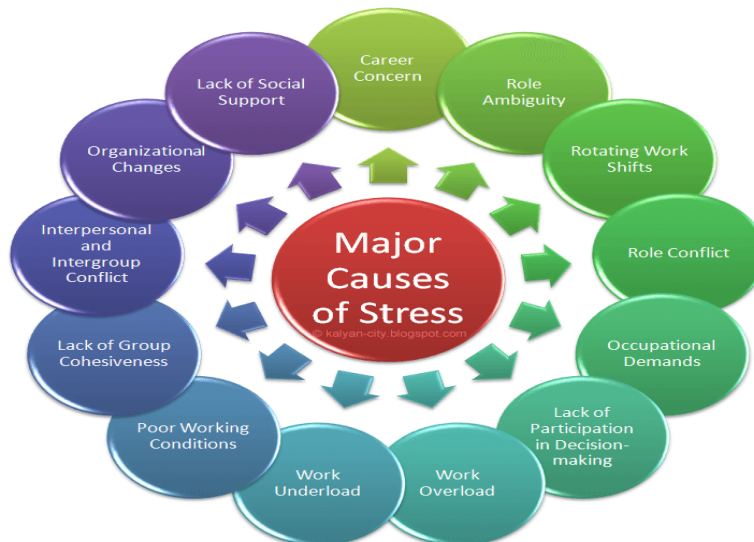 Major
Causes
of Stress
© kalyan-city.blogspot.com
Career
Concern
Role
Ambiguity
Rotating Work
Shifts
Role Conflict
Occupational
Demands
Lack of
Participation
in Decision-
making
Work
Overload
Work
Underload
Poor Working
Conditions
Lack of Group
Cohesiveness
Interpersonal
and
Intergroup
Conflict
Organizational
Changes
Lack of Social
Support